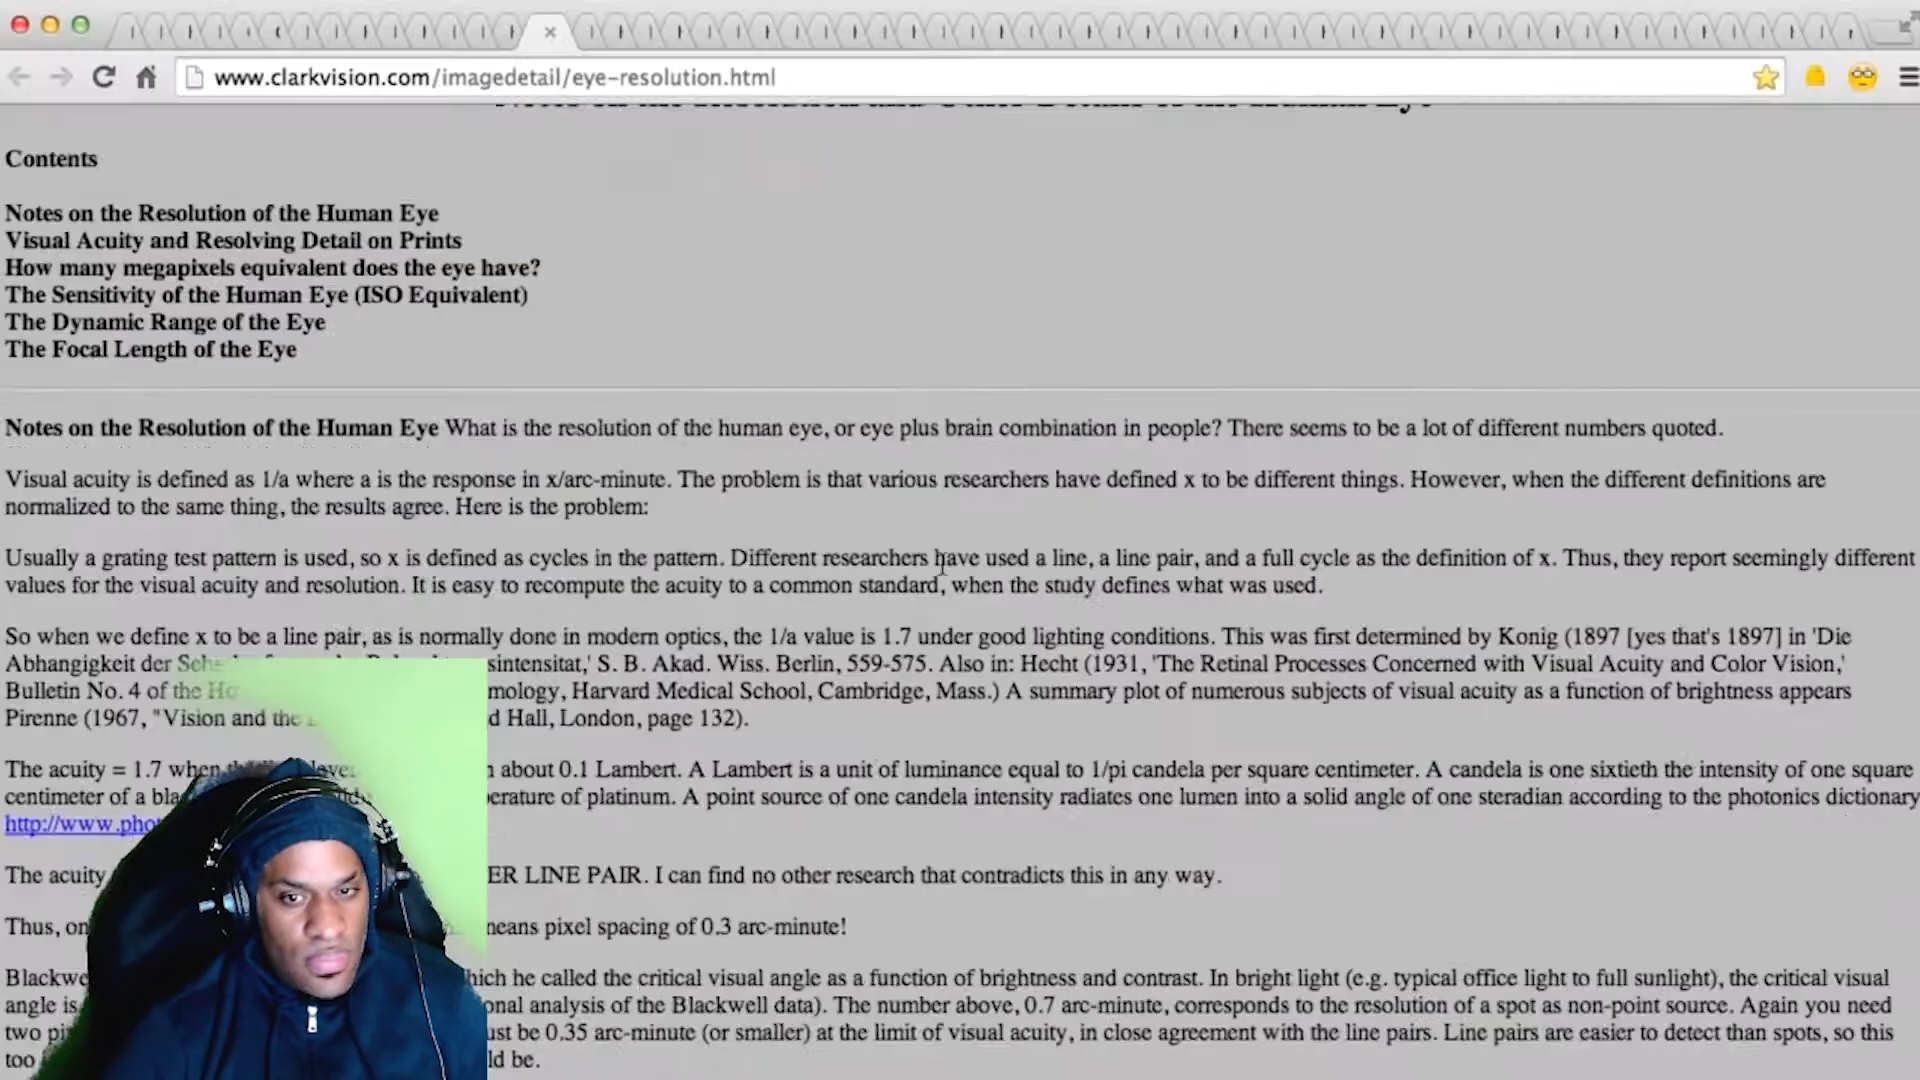 www.clarkvision.com/imagedetail/eye-resolution.html
Notes on the Resolution and Other Details of the Human Eye
Contents
Notes on the Resolution of the Human Eye
Visual Acuity and Resolving Detail on Prints
How many megapixels equivalent does the eye have?
The Sensitivity of the Human Eye (ISO Equivalent)
The Dynamic Range of the Eye
The Focal Length of the Eye
Notes on the Resolution of the Human Eye What is the resolution of the human eye, or eye plus brain combination in people? There seems to be a lot of different numbers quoted.
Visual acuity is defined as 1/a where a is the response in x/arc-minute. The problem is that various researchers have defined x to be different things. However, when the different definitions are
normalized to the same thing, the results agree. Here is the problem:
Usually a grating test pattern is used, so x is defined as cycles in the pattern. Different researchers have used a line, a line pair, and a full cycle as the definition of x. Thus, they report seemingly different
values for the visual acuity and resolution. It is easy to recompute the acuity to a common standard, when the study defines what was used.
So when we define x to be a line pair, as is normally done in modern optics, the 1/a value is 1.7 under good lighting conditions. This was first determined by Konig (1897 [yes that's 1897] in 'Die
Abhangigkeit der sintensitat,' S. B. Akad. Wiss. Berlin, 559-575. Also in: Hecht (1931, 'The Retinal Processes Concerned with Visual Acuity and Color Vision,'
Bulletin No. 4 of the mology, Harvard Medical School, Cambridge, Mass.) A summary plot of numerous subjects of visual acuity as a function of brightness appears
Pirenne (1967, "Vision and the d Hall, London, page 132).
The acuity = 1.7 when about 0.1 Lambert. A Lambert is a unit of luminance equal to 1/pi candela per square centimeter. A candela is one sixtieth the intensity of one square
centimeter of a bla erature of platinum. A point source of one candela intensity radiates one lumen into a solid angle of one steradian according to the photonics dictionary
http://www.phot
The acuity ER LINE PAIR. I can find no other research that contradicts this in any way.
Thus, on means pixel spacing of 0.3 arc-minute!
Blackwe hich he called the critical visual angle as a function of brightness and contrast. In bright light (e.g. typical office light to full sunlight), the critical visual
angle is onal analysis of the Blackwell data). The number above, 0.7 arc-minute, corresponds to the resolution of a spot as non-point source. Again you need
two pi ust be 0.35 arc-minute (or smaller) at the limit of visual acuity, in close agreement with the line pairs. Line pairs are easier to detect than spots, so this
too ld be.